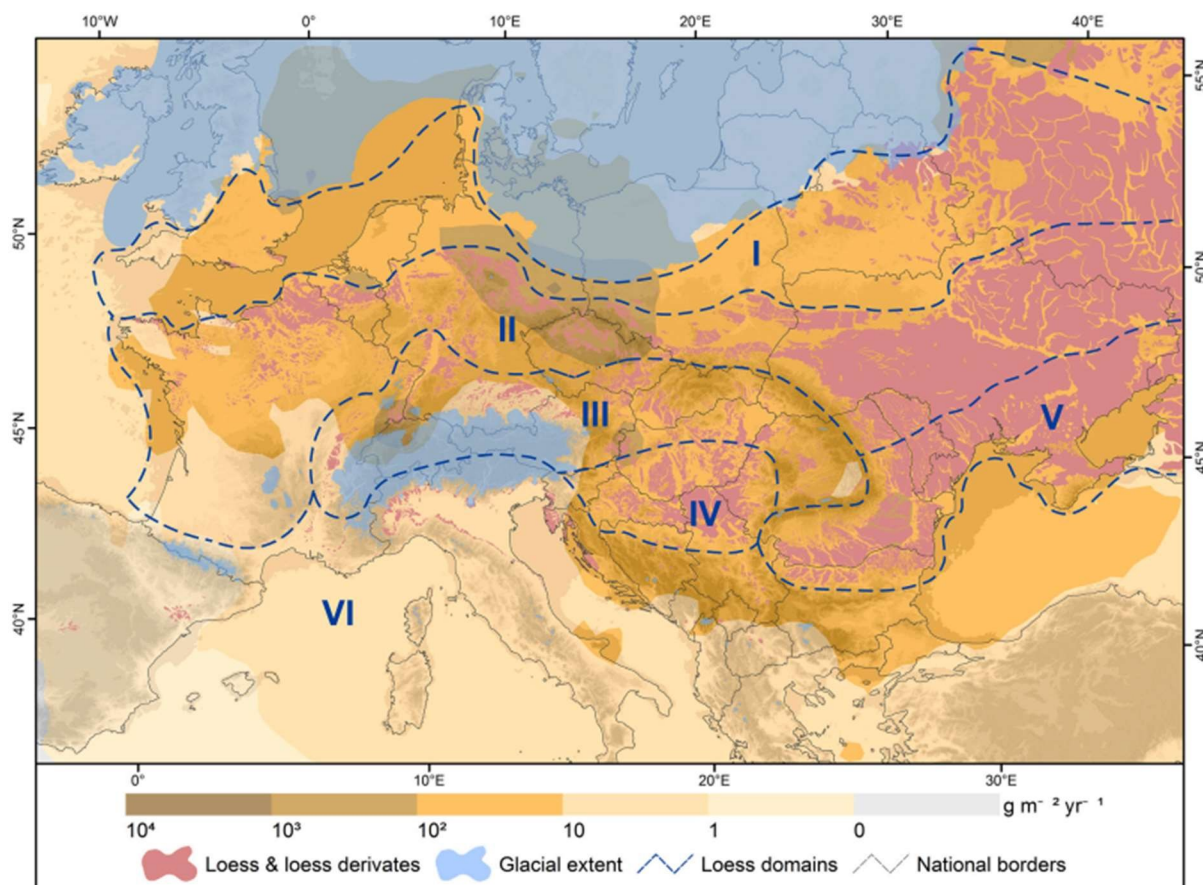 10°W 0° 10°E 20°E 30°E 40°E
55°N
50°N
50°N
45°N
45°N
40°N
40°N
I
II
III
V
IV
VI
0° 10°E 20°E 30°E
10⁴ 10³ 10² 10 1 0 g m⁻ ² yr⁻ ¹
Loess & loess derivates Glacial extent Loess domains National borders